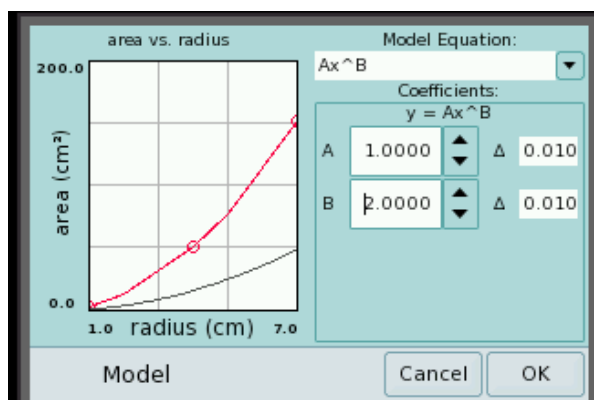 area vs. radius
200.0
area (cm²)
0.0
1.0 radius (cm) 7.0
Model Equation:
Ax^B
Coefficients:
y = Ax^B
A 1.0000 Δ 0.010
B 2.0000 Δ 0.010
Model Cancel OK